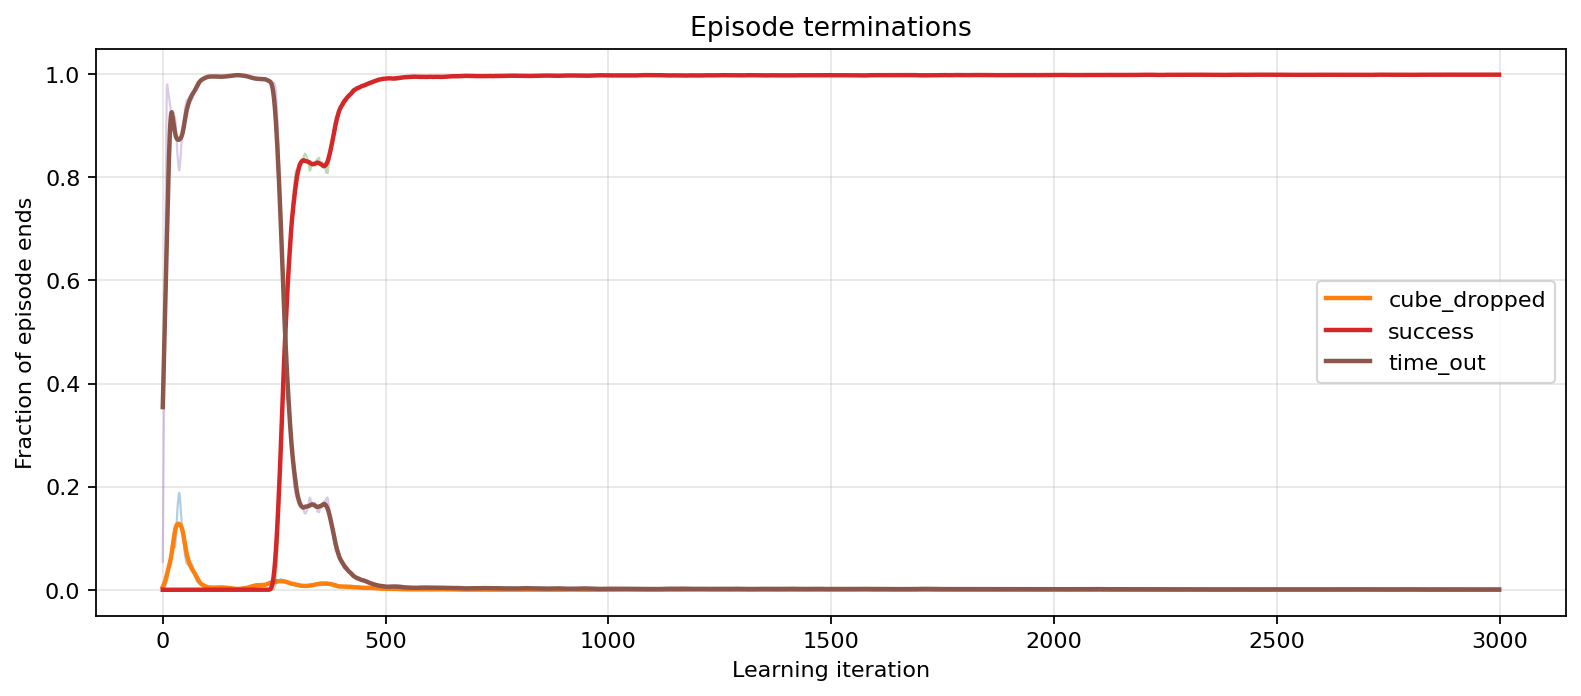 Episode terminations
Fraction of episode ends
1.0
0.8
0.6
0.4
0.2
0.0
cube_dropped
success
time_out
0 500 1000 1500 2000 2500 3000
Learning iteration